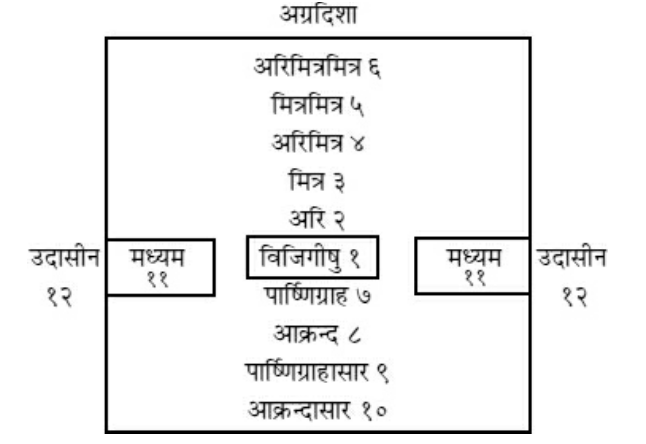 अग्रदिशा
अरिमित्रमित्र ६
मित्रमित्र ५
अरिमित्र ४
मित्र ३
अरि २
उदासीन मध्यम विजिगीषु १ मध्यम उदासीन
१२ ११ पार्ष्णिग्राह ७ ११ १२
आक्रन्द ८
पार्ष्णिग्राहासार ९
आक्रन्दासार १०